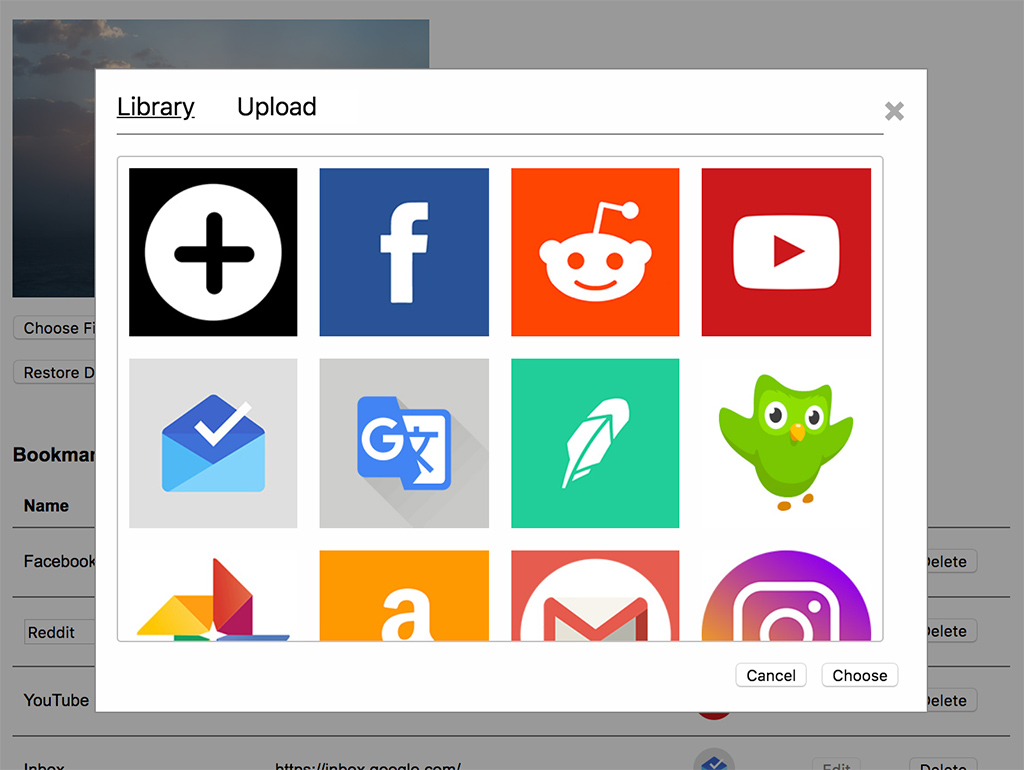 Library Upload
Choose Fi
Restore D
Bookmar
Name
Facebook
Delete
Reddit
Delete
YouTube
Delete
Inbox https://inbox.google.com/ Edit Delete
f
G 文
a
Cancel Choose